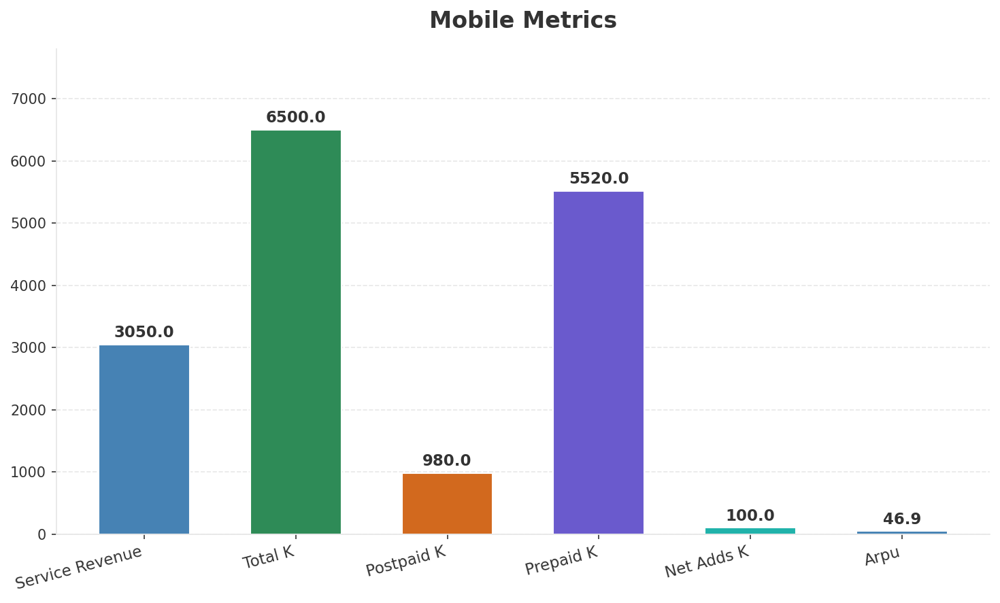 Mobile Metrics
7000
6000
5000
4000
3000
2000
1000
0
3050.0
6500.0
980.0
5520.0
100.0
46.9
Service Revenue
Total K
Postpaid K
Prepaid K
Net Adds K
Arpu